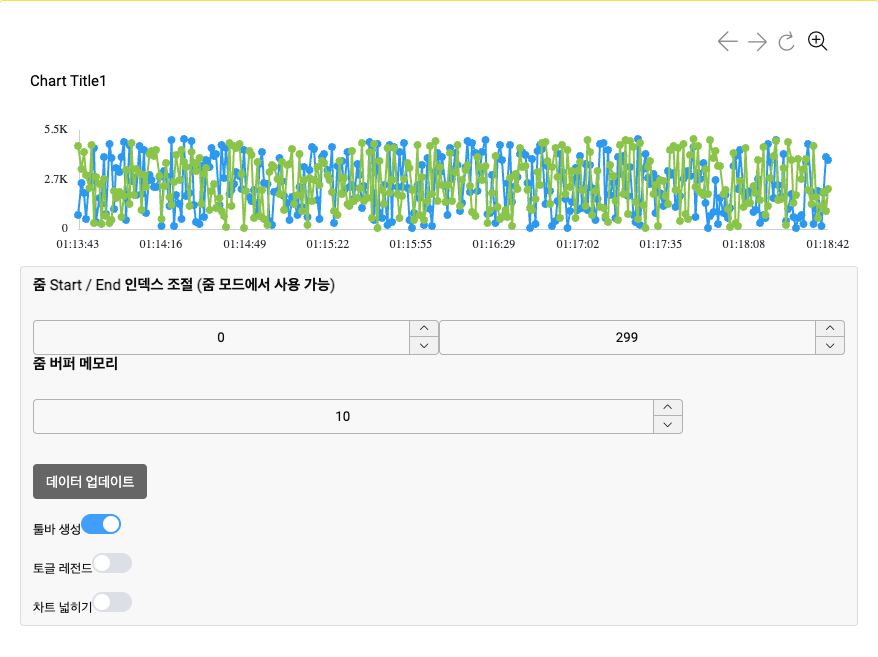 Chart Title1
5.5K
2.7K
0
01:13:43 01:14:16 01:14:49 01:15:22 01:15:55 01:16:29 01:17:02 01:17:35 01:18:08 01:18:42
줌 Start / End 인덱스 조절 (줌 모드에서 사용 가능)
0 299
줌 버퍼 메모리
10
데이터 업데이트
툴바 생성
토글 레전드
차트 넓히기